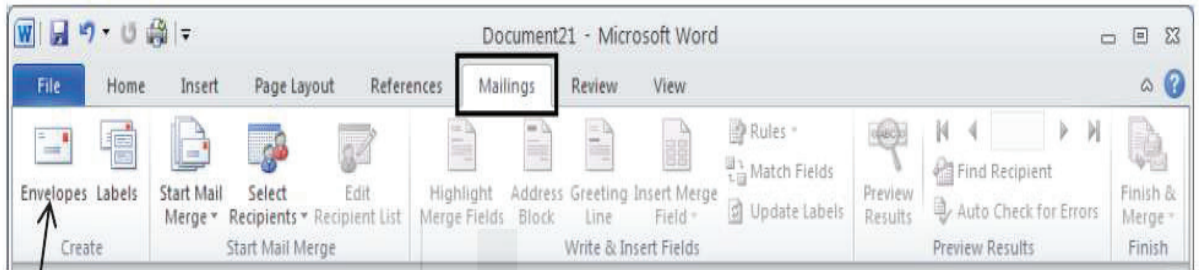 W
Document21 - Microsoft Word
File Home Insert Page Layout References Mailings Review View
Envelopes Labels
Start Mail Merge
Select Recipients
Edit Recipient List
Highlight Merge Fields
Address Block
Greeting Line
Insert Merge Field
Rules
Match Fields
Update Labels
ABC
Preview Results
Find Recipient
Auto Check for Errors
Finish & Merge
Create Start Mail Merge Write & Insert Fields Preview Results Finish